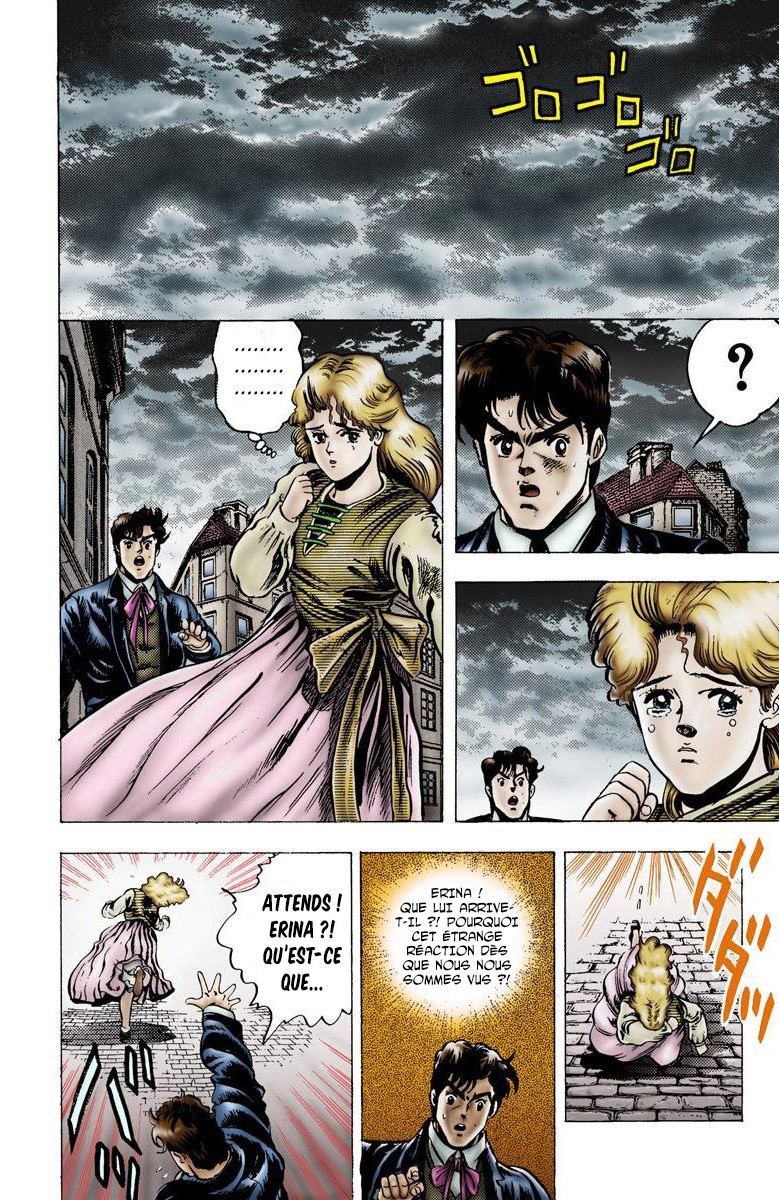 ゴロゴロ
ゴロ
?
........
........
........
ダダッ
ERINA !
QUE LUI ARRIVE-
T-IL ?! POURQUOI
CET ÉTRANGE
RÉACTION DÈS
QUE NOUS NOUS
SOMMES VUS ?!
ATTENDS !
ERINA ?!
QU'EST-CE
QUE...